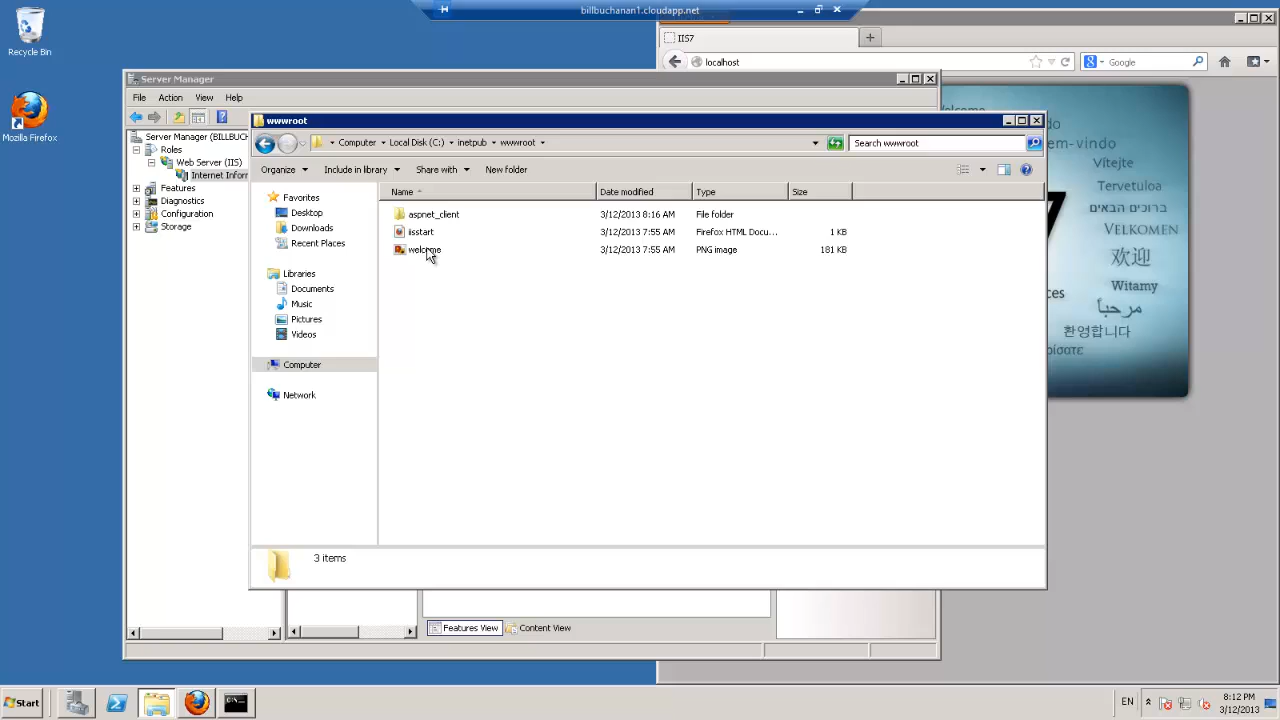 billbuchanan1.cloudapp.net
Recycle Bin
Mozilla Firefox
IIS7
localhost
Google
Server Manager
File Action View Help
Server Manager (BILLBUCH
Roles
Web Server (IIS)
Internet Inform
Features
Diagnostics
Configuration
Storage
wwwroot
Computer Local Disk (C:) inetpub wwwroot
Search wwwroot
Organize Include in library Share with New folder
Favorites
Desktop
Downloads
Recent Places
Libraries
Documents
Music
Pictures
Videos
Computer
Network
Name Date modified Type Size
aspnet_client 3/12/2013 8:16 AM File folder
iisstart 3/12/2013 7:55 AM Firefox HTML Docu... 1 KB
welcome 3/12/2013 7:55 AM PNG image 181 KB
3 items
Vítejte
Tervetuloa
ברוכים הבאים
VELKOMEN
欢迎
Witamy
مرحباً
환영합니다
Features View Content View
Start
EN
8:12 PM
3/12/2013